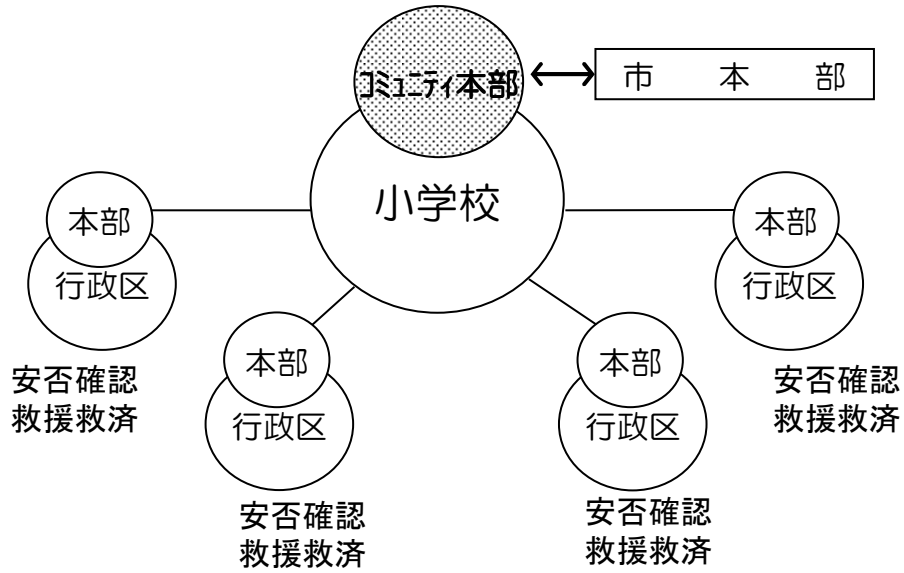 コミュニティ本部
市本部
小学校
本部
行政区
安否確認
救援救済
本部
行政区
安否確認
救援救済
本部
行政区
安否確認
救援救済
本部
行政区
安否確認
救援救済